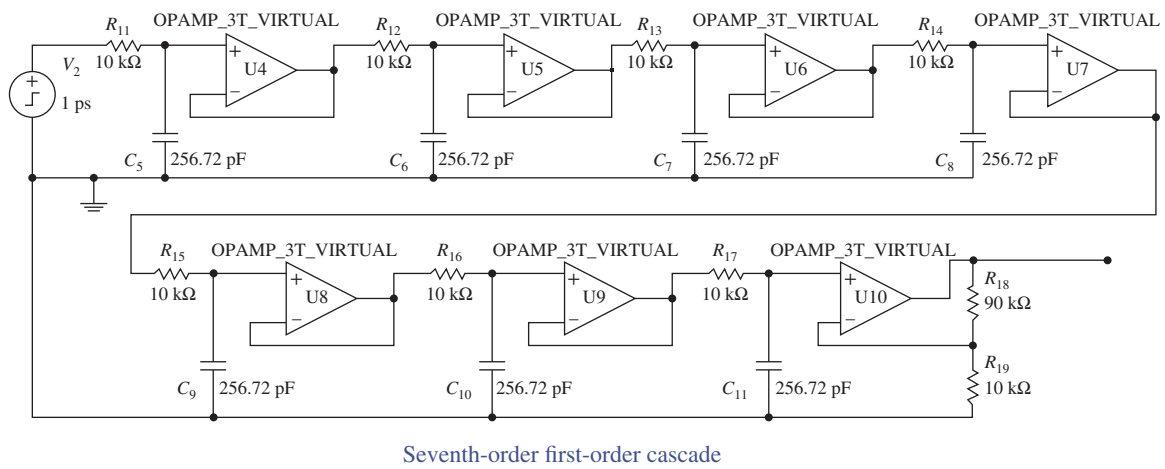 OPAMP_3T_VIRTUAL OPAMP_3T_VIRTUAL OPAMP_3T_VIRTUAL OPAMP_3T_VIRTUAL
R11 R12 R13 R14
10 kΩ 10 kΩ 10 kΩ 10 kΩ
V2
+ − U4 + − U5 + − U6 + − U7
+
1 ps
C5 256.72 pF C6 256.72 pF C7 256.72 pF C8 256.72 pF
OPAMP_3T_VIRTUAL OPAMP_3T_VIRTUAL OPAMP_3T_VIRTUAL
R15 R16 R17
10 kΩ 10 kΩ 10 kΩ
+ − U8 + − U9 + − U10
R18
90 kΩ
R19
10 kΩ
C9 256.72 pF C10 256.72 pF C11 256.72 pF
Seventh-order first-order cascade